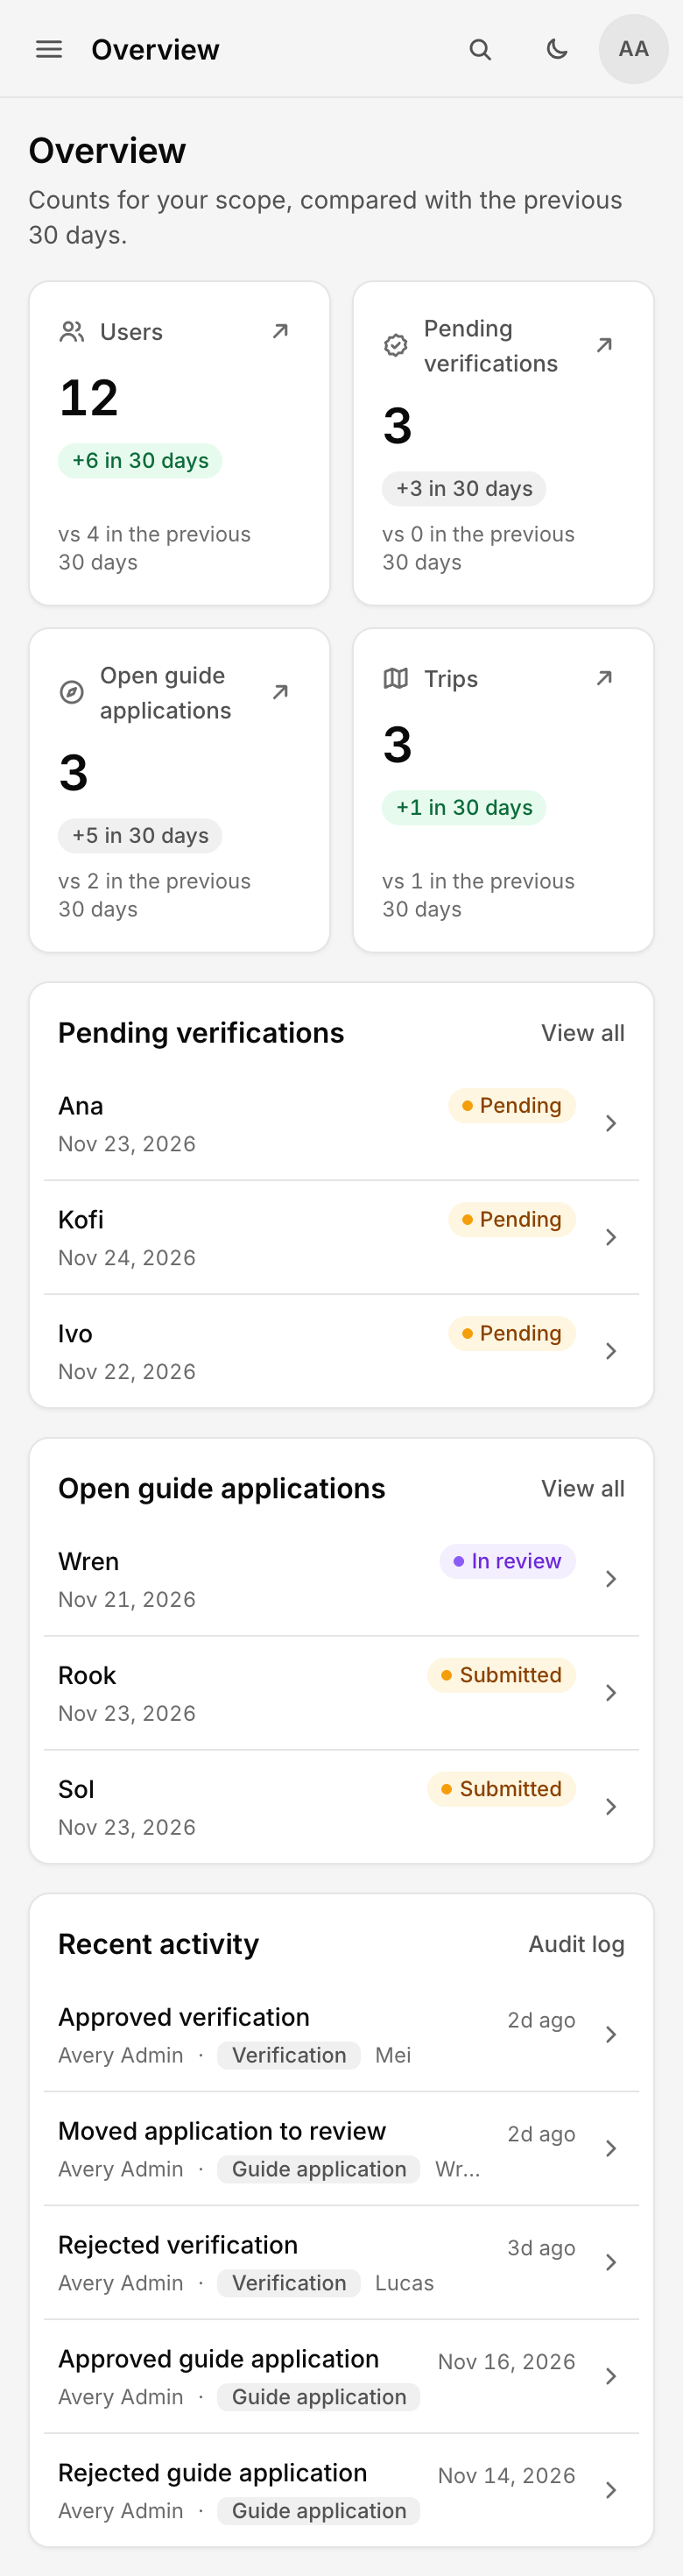 Overview
AA
Overview
Counts for your scope, compared with the previous
30 days.
Users
12
+6 in 30 days
vs 4 in the previous
30 days
Pending
verifications
3
+3 in 30 days
vs 0 in the previous
30 days
Open guide
applications
3
+5 in 30 days
vs 2 in the previous
30 days
Trips
3
+1 in 30 days
vs 1 in the previous
30 days
Pending verifications
View all
Ana
Pending
Nov 23, 2026
Kofi
Pending
Nov 24, 2026
Ivo
Pending
Nov 22, 2026
Open guide applications
View all
Wren
In review
Nov 21, 2026
Rook
Submitted
Nov 23, 2026
Sol
Submitted
Nov 23, 2026
Recent activity
Audit log
Approved verification
2d ago
Avery Admin · Verification Mei
Moved application to review
2d ago
Avery Admin · Guide application Wr...
Rejected verification
3d ago
Avery Admin · Verification Lucas
Approved guide application
Nov 16, 2026
Avery Admin · Guide application
Rejected guide application
Nov 14, 2026
Avery Admin · Guide application